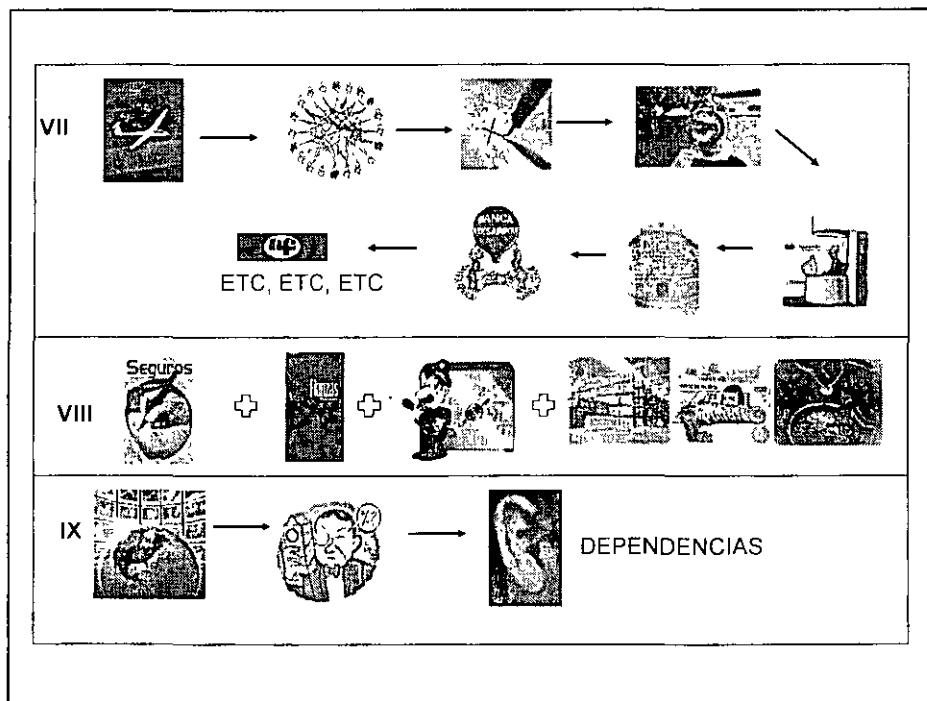 VII
ETC, ETC, ETC
VIII
Seguros
IX
DEPENDENCIAS